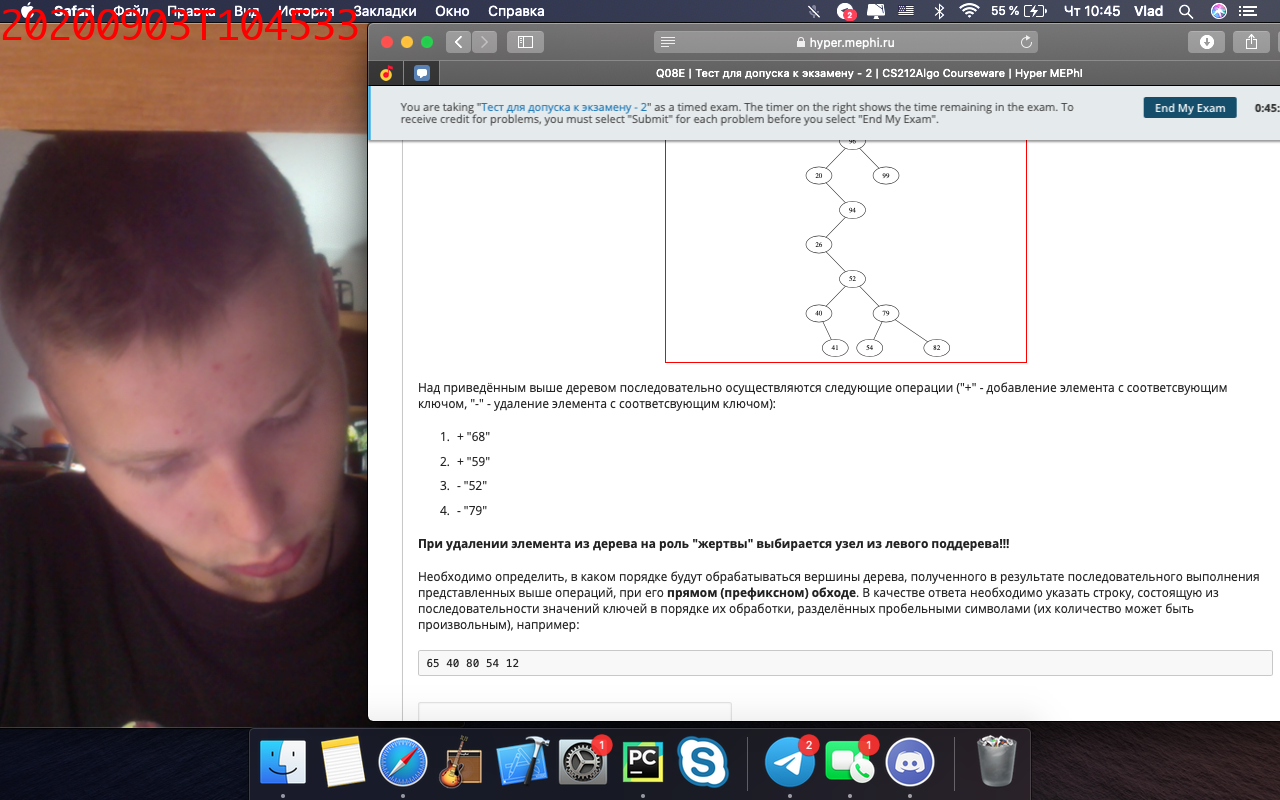 20200903T104533
Safari Файл Правка Вид История Закладки Окно Справка 2 55 % Чт 10:45 Vlad
hyper.mephi.ru
Q08E | Тест для допуска к экзамену - 2 | CS212Algo Courseware | Hyper MEPhI
You are taking "Тест для допуска к экзамену - 2" as a timed exam. The timer on the right shows the time remaining in the exam. To
receive credit for problems, you must select "Submit" for each problem before you select "End My Exam".
End My Exam 0:45:
96
20 99
94
26
52
40 79
41 54 82
Над приведённым выше деревом последовательно осуществляются следующие операции ("+" - добавление элемента с соответсвующим
ключом, "-" - удаление элемента с соответсвующим ключом):
1. + "68"
2. + "59"
3. - "52"
4. - "79"
При удалении элемента из дерева на роль "жертвы" выбирается узел из левого поддерева!!!
Необходимо определить, в каком порядке будут обрабатываться вершины дерева, полученного в результате последовательного выполнения
представленных выше операций, при его прямом (префиксном) обходе. В качестве ответа необходимо указать строку, состоящую из
последовательности значений ключей в порядке их обработки, разделённых пробельными символами (их количество может быть
произвольным), например:
65 40 80 54 12
1 PC 2 1